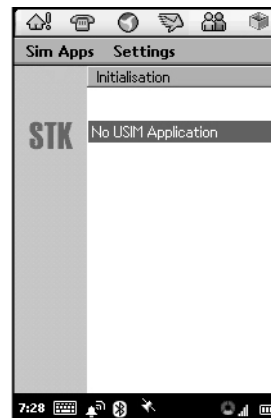 Sim Apps Settings
Initialisation
STK
No USIM Application
7:28